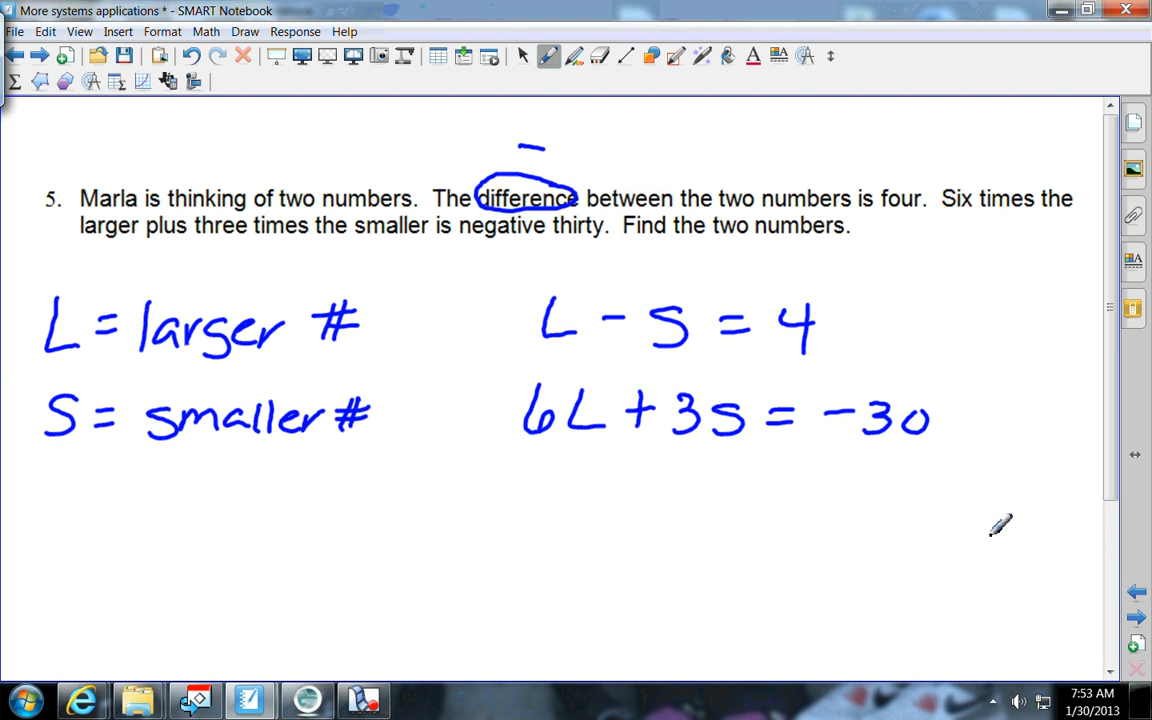 More systems applications * - SMART Notebook
File Edit View Insert Format Math Draw Response Help
–
5. Marla is thinking of two numbers. The difference between the two numbers is four. Six times the
larger plus three times the smaller is negative thirty. Find the two numbers.
L = larger # L - S = 4
S = smaller # 6L + 3S = -30
7:53 AM
1/30/2013